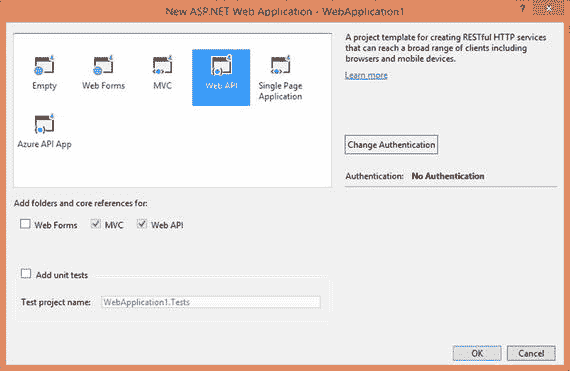 New ASP.NET Web Application - WebApplication1
?
Empty
Web Forms
MVC
Web API
Single Page
Application
Azure API App
A project template for creating RESTful HTTP services
that can reach a broad range of clients including
browsers and mobile devices.
Learn more
Change Authentication
Authentication: No Authentication
Add folders and core references for:
Web Forms
MVC
Web API
Add unit tests
Test project name: WebApplication1.Tests
OK
Cancel